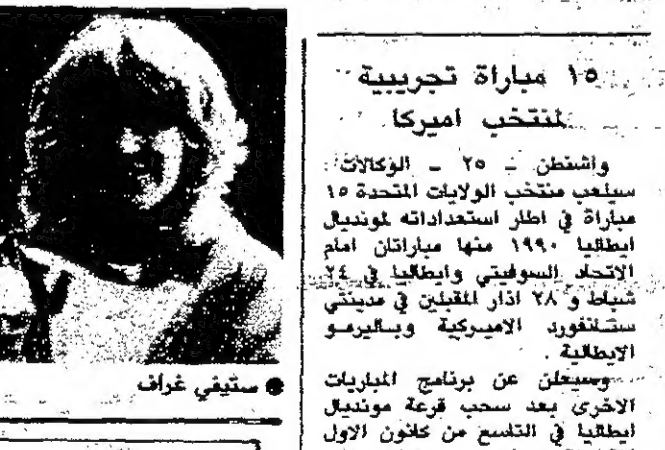 ١٥ مباراة تجريبية
لمنتخب اميركا
واشنطن ـ ٢٥ ـ الوكالات :
سيلعب منتخب الولايات المتحدة ١٥
مباراة في اطار استعداداته لمونديال
ايطاليا ١٩٩٠ منها مباراتان امام
الاتحاد السوفيتي وايطاليا في ٢٤
شباط و ٢٨ اذار المقبلين في مدينتي
ستانفورد الاميركية وباليرمو
الايطالية .
وسيعلن عن برنامج المباريات
الاخرى بعد سحب قرعة مونديال
ايطاليا في التاسع من كانون الاول
ستيفي غراف